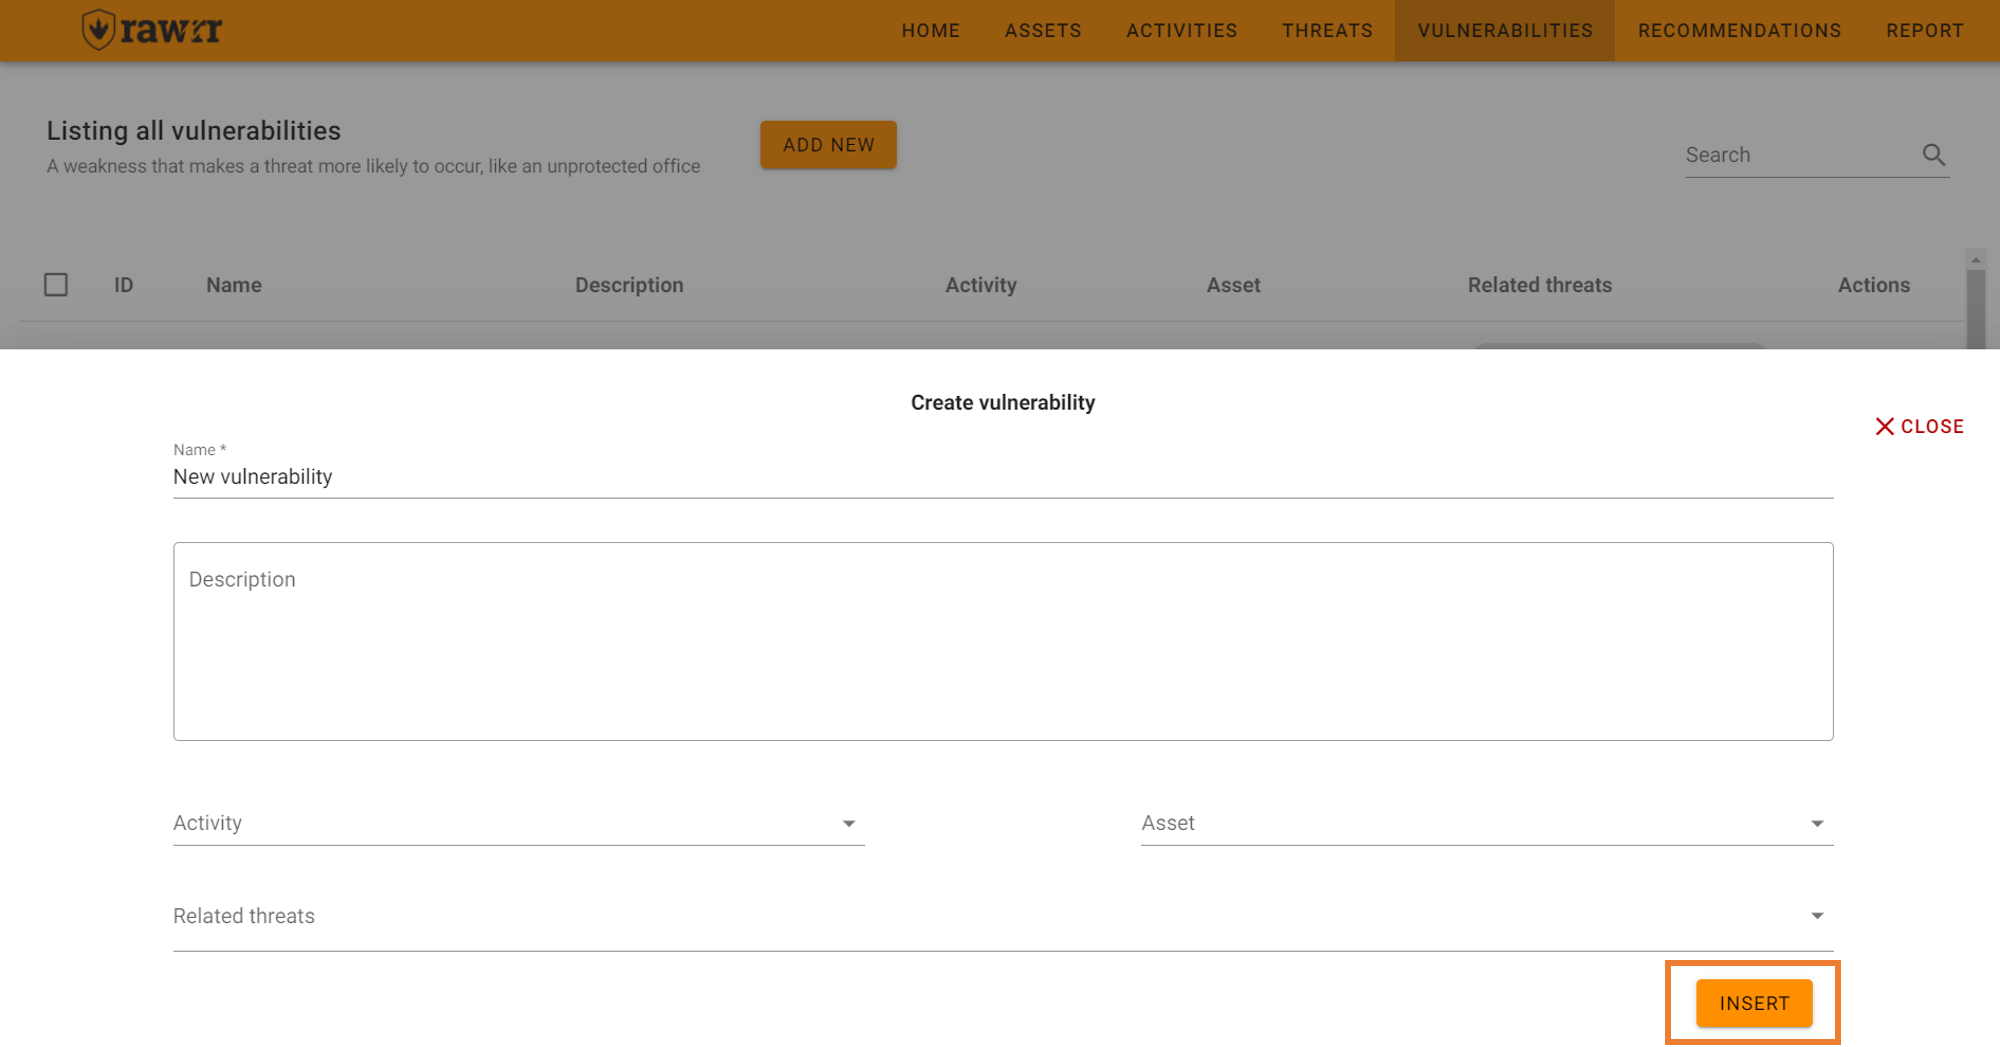 rawrr
HOME ASSETS ACTIVITIES THREATS VULNERABILITIES RECOMMENDATIONS REPORT
Listing all vulnerabilities
A weakness that makes a threat more likely to occur, like an unprotected office
ADD NEW
Search
ID Name Description Activity Asset Related threats Actions
Create vulnerability
CLOSE
Name *
New vulnerability
Description
Activity
Asset
Related threats
INSERT